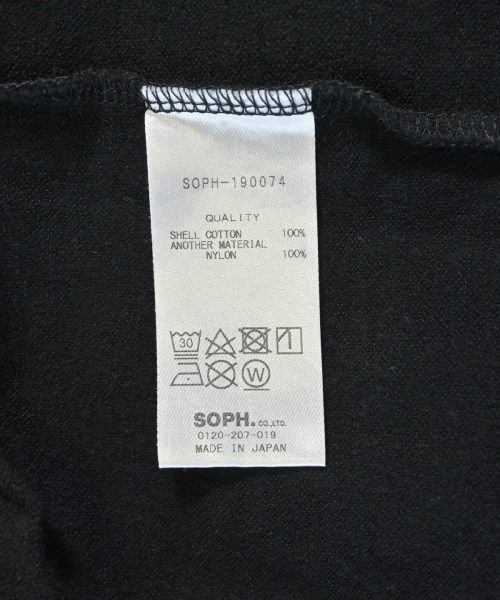 SOPH-190074
QUALITY
SHELL COTTON 100%
ANOTHER MATERIAL
NYLON 100%
30
W
SOPH. CO.,LTD.
0120-207-019
MADE IN JAPAN